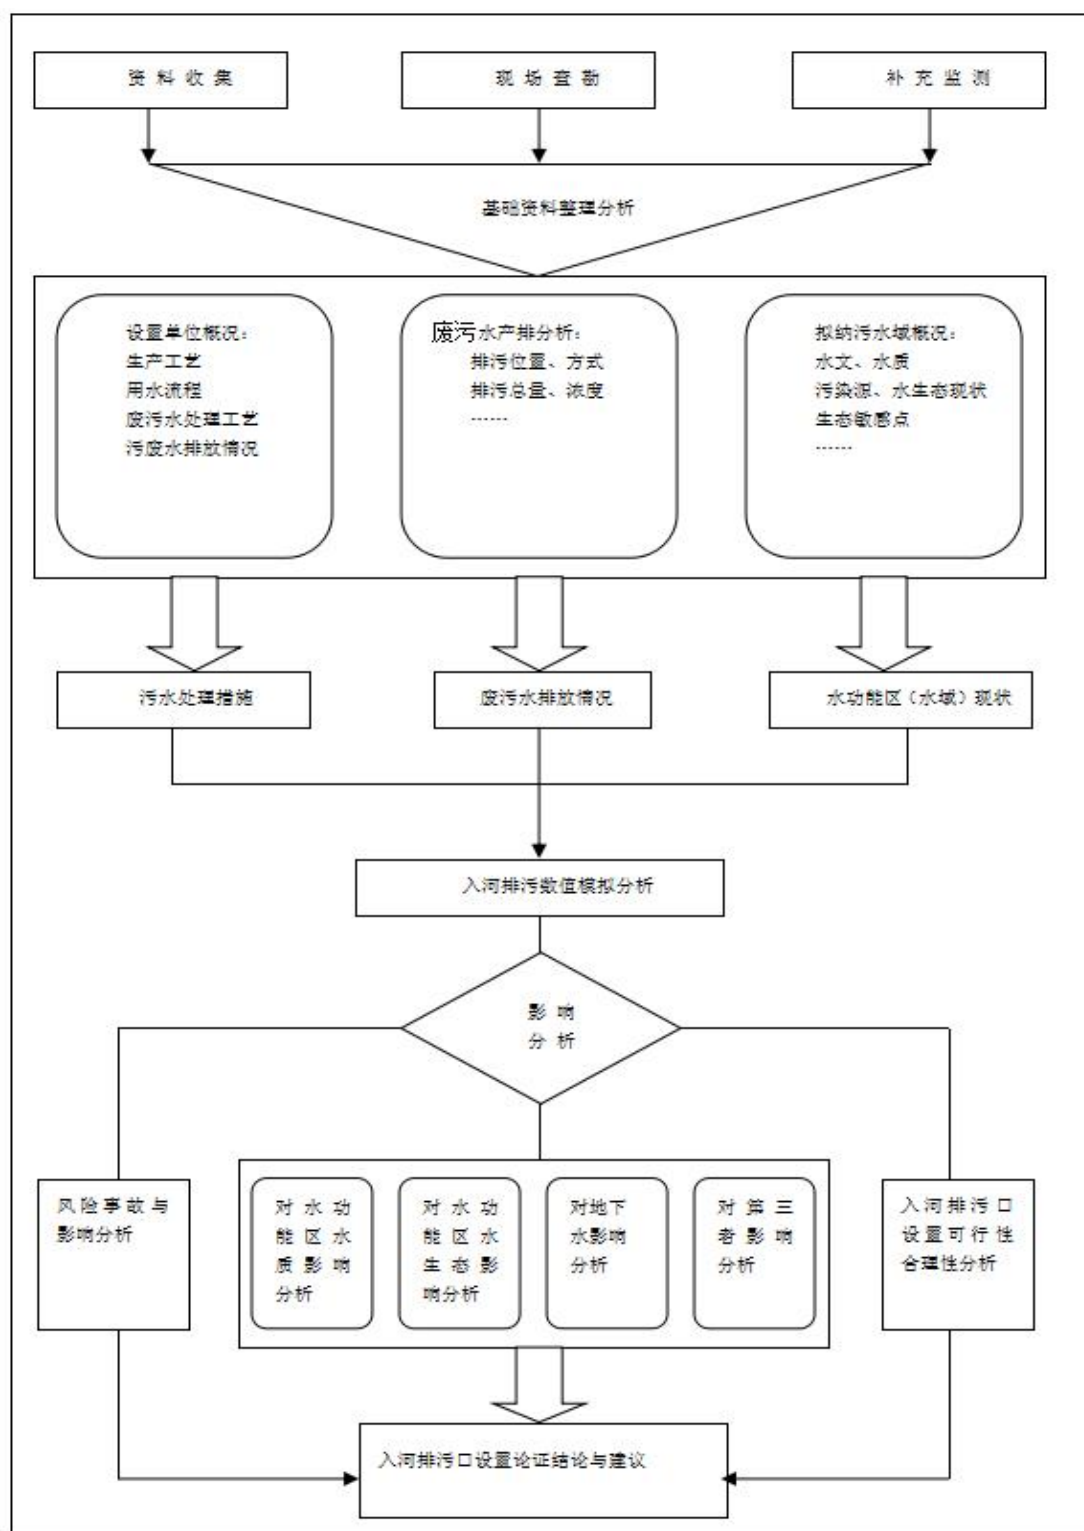 资料收集
现场查勘
补充监测
基础资料整理分析
设置单位概况：
生产工艺
用水流程
废污水处理工艺
污废水排放情况
废污水产排分析：
排污位置、方式
排污总量、浓度
------
拟纳污水域概况：
水文、水质
污染源、水生态现状
生态敏感点
------
污水处理措施
废污水排放情况
水功能区（水域）现状
入河排污数值模拟分析
影响
分析
风险事故与
影响分析
对水功
能区水
质影响
分析
对水功
能区水
生态影
响分析
对地下
水影响
分析
对第三
者影响
分析
入河排污口
设置可行性
合理性分析
入河排污口设置论证结论与建议